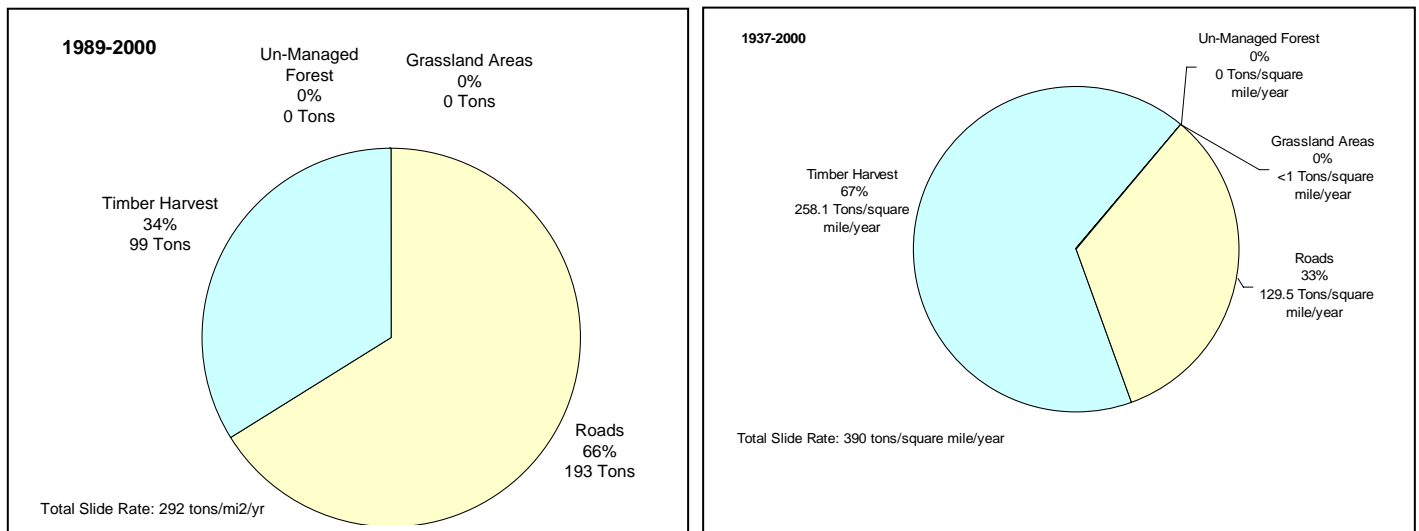 1989-2000
Un-Managed
Forest
0%
0 Tons
Grassland Areas
0%
0 Tons
Timber Harvest
34%
99 Tons
Roads
66%
193 Tons
Total Slide Rate: 292 tons/mi2/yr
1937-2000
Un-Managed Forest
0%
0 Tons/square
mile/year
Grassland Areas
0%
<1 Tons/square
mile/year
Timber Harvest
67%
258.1 Tons/square
mile/year
Roads
33%
129.5 Tons/square
mile/year
Total Slide Rate: 390 tons/square mile/year